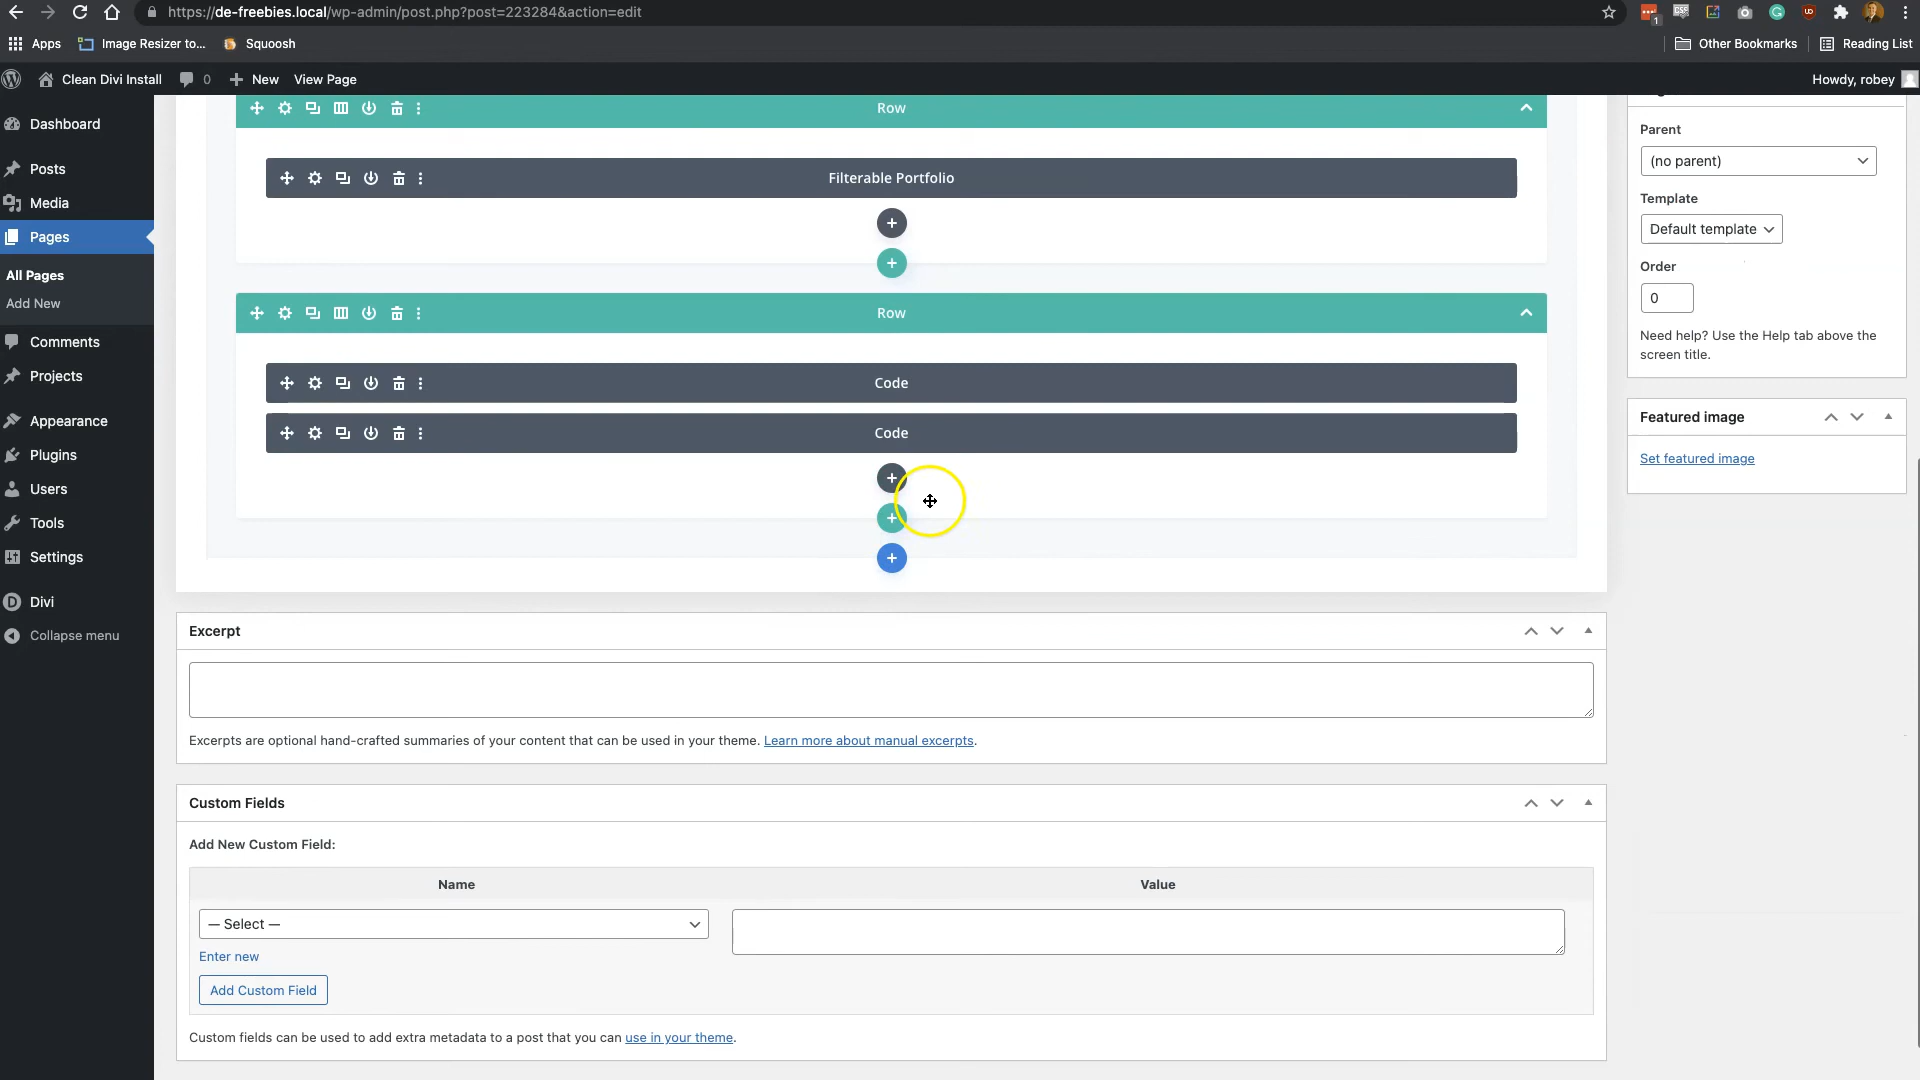 https://de-freebies.local/wp-admin/post.php?post=223284&action=edit
1
Apps
Image Resizer to...
Squoosh
Other Bookmarks
Reading List
Clean Divi Install
0
New
View Page
Howdy, robey
Dashboard
Posts
Media
Pages
All Pages
Add New
Comments
Projects
Appearance
Plugins
Users
Tools
Settings
Divi
Collapse menu
Row
Filterable Portfolio
Row
Code
Code
Excerpt
Excerpts are optional hand-crafted summaries of your content that can be used in your theme. Learn more about manual excerpts.
Custom Fields
Add New Custom Field:
Name
Value
— Select —
Enter new
Add Custom Field
Custom fields can be used to add extra metadata to a post that you can use in your theme.
Parent
(no parent)
Template
Default template
Order
0
Need help? Use the Help tab above the
screen title.
Featured image
Set featured image